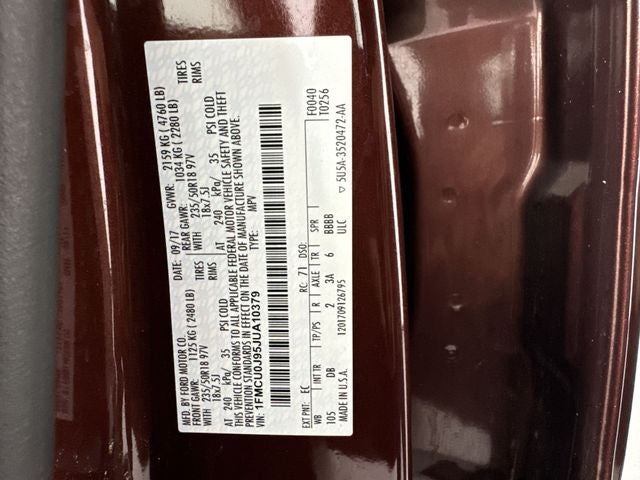 MFD. BY FORD MOTOR CO.
DATE: 09/17 GVWR: 2159 KG ( 4760 LB)
FRONT GAWR: 1125 KG ( 2480 LB) REAR GAWR: 1034 KG ( 2280 LB)
WITH 235/50R18 97V TIRES WITH 235/50R18 97V TIRES
18x7.5J RIMS 18x7.5J RIMS
AT 240 kPa/ 35 PSI COLD AT 240 kPa/ 35 PSI COLD
THIS VEHICLE CONFORMS TO ALL APPLICABLE FEDERAL MOTOR VEHICLE SAFETY AND THEFT
PREVENTION STANDARDS IN EFFECT ON THE DATE OF MANUFACTURE SHOWN ABOVE.
VIN: 1FMCU0J95JUA10379 TYPE: MPV
F0040
T0256
EXT PNT: EC RC: 71 DSO:
WB INT TR TP/PS R AXLE TR SPR
105 DB 2 3A 6 BBBB
ULC
MADE IN U.S.A. 1201709126795 5U5A-3520472-AA